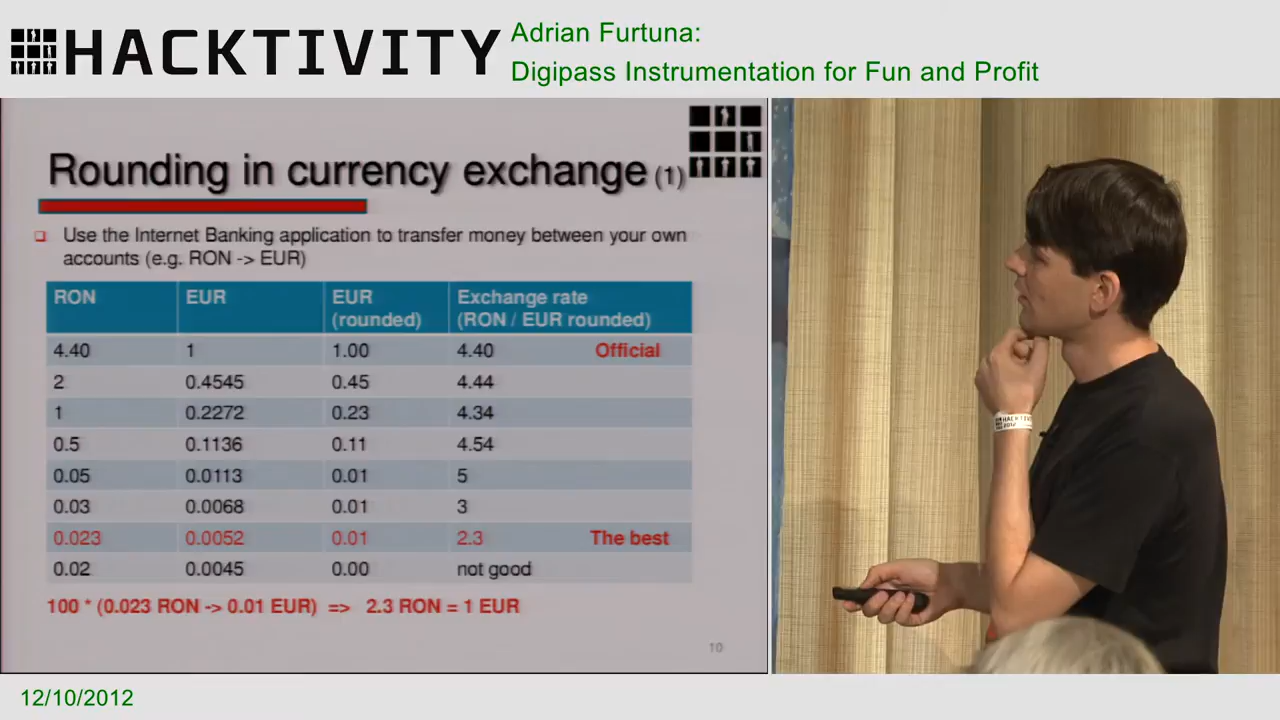 HACKTIVITY
Adrian Furtuna:
Digipass Instrumentation for Fun and Profit
Rounding in currency exchange (1)
Use the Internet Banking application to transfer money between your own
accounts (e.g. RON -> EUR)
RON EUR EUR (rounded) Exchange rate (RON / EUR rounded)
4.40 1 1.00 4.40 Official
2 0.4545 0.45 4.44
1 0.2272 0.23 4.34
0.5 0.1136 0.11 4.54
0.05 0.0113 0.01 5
0.03 0.0068 0.01 3
0.023 0.0052 0.01 2.3 The best
0.02 0.0045 0.00 not good
100 * (0.023 RON -> 0.01 EUR) => 2.3 RON = 1 EUR
10
HACKTIVITY
2012
12/10/2012